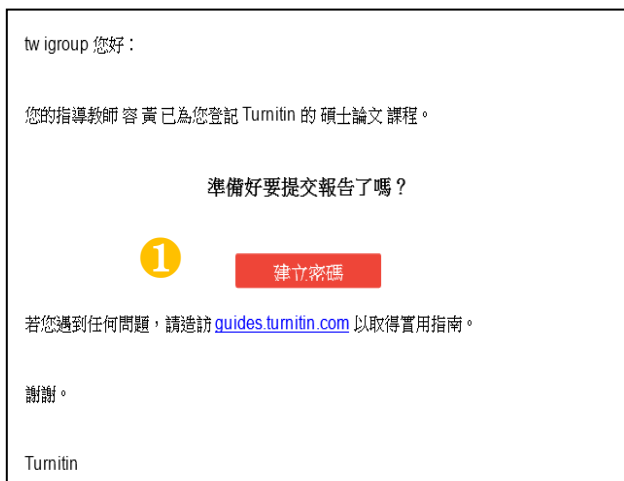 tw igroup 您好：
您的指導教師 容 黃 已為您登記 Turnitin 的 碩士論文 課程。
準備好要提交報告了嗎？
1
建立密碼
若您遇到任何問題，請造訪 guides.turnitin.com 以取得實用指南。
謝謝。
Turnitin